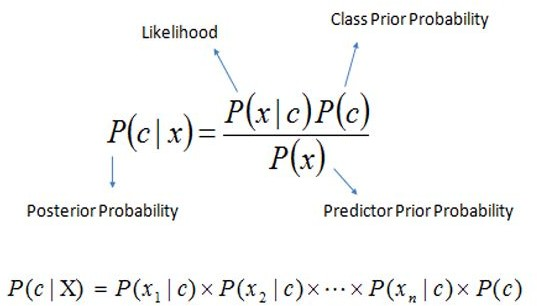 Likelihood
Class Prior Probability
P(c | x) = P(x | c)P(c) / P(x)
Posterior Probability
Predictor Prior Probability
P(c | X) = P(x₁ | c) × P(x₂ | c) × ⋯ × P(xₙ | c) × P(c)